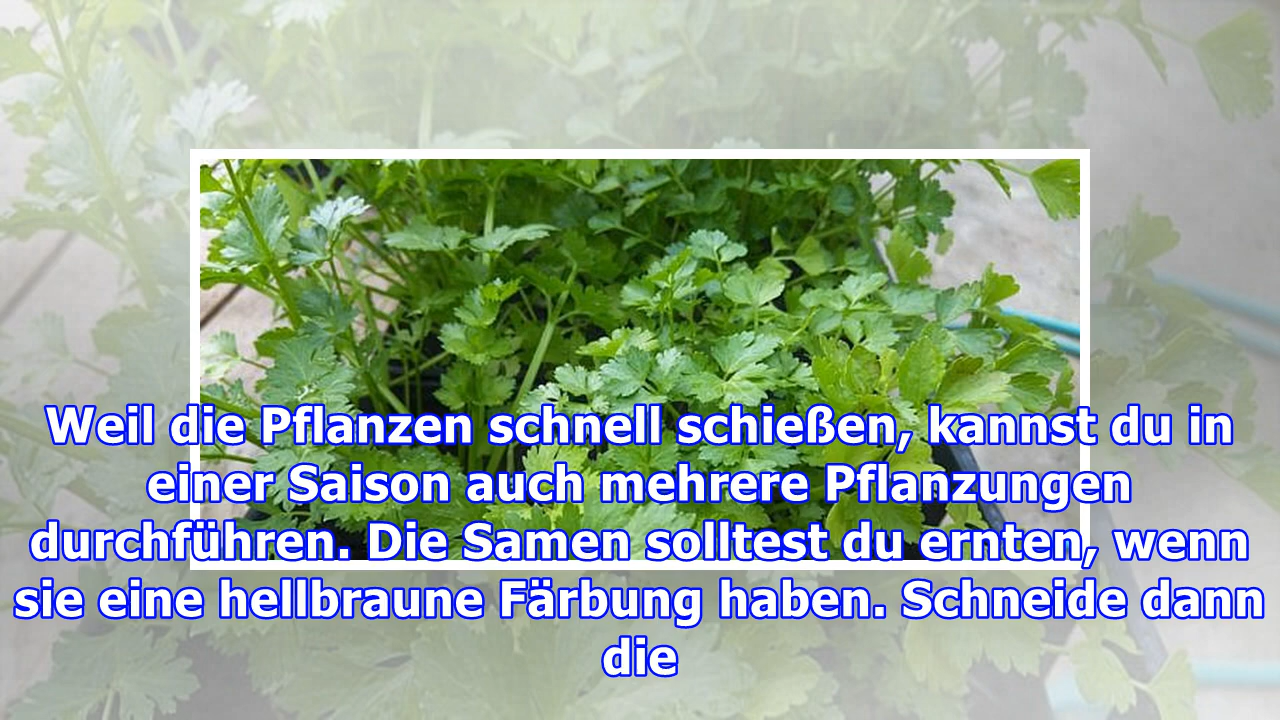 Weil die Pflanzen schnell schießen, kannst du in
einer Saison auch mehrere Pflanzungen
durchführen. Die Samen solltest du ernten, wenn
sie eine hellbraune Färbung haben. Schneide dann
die